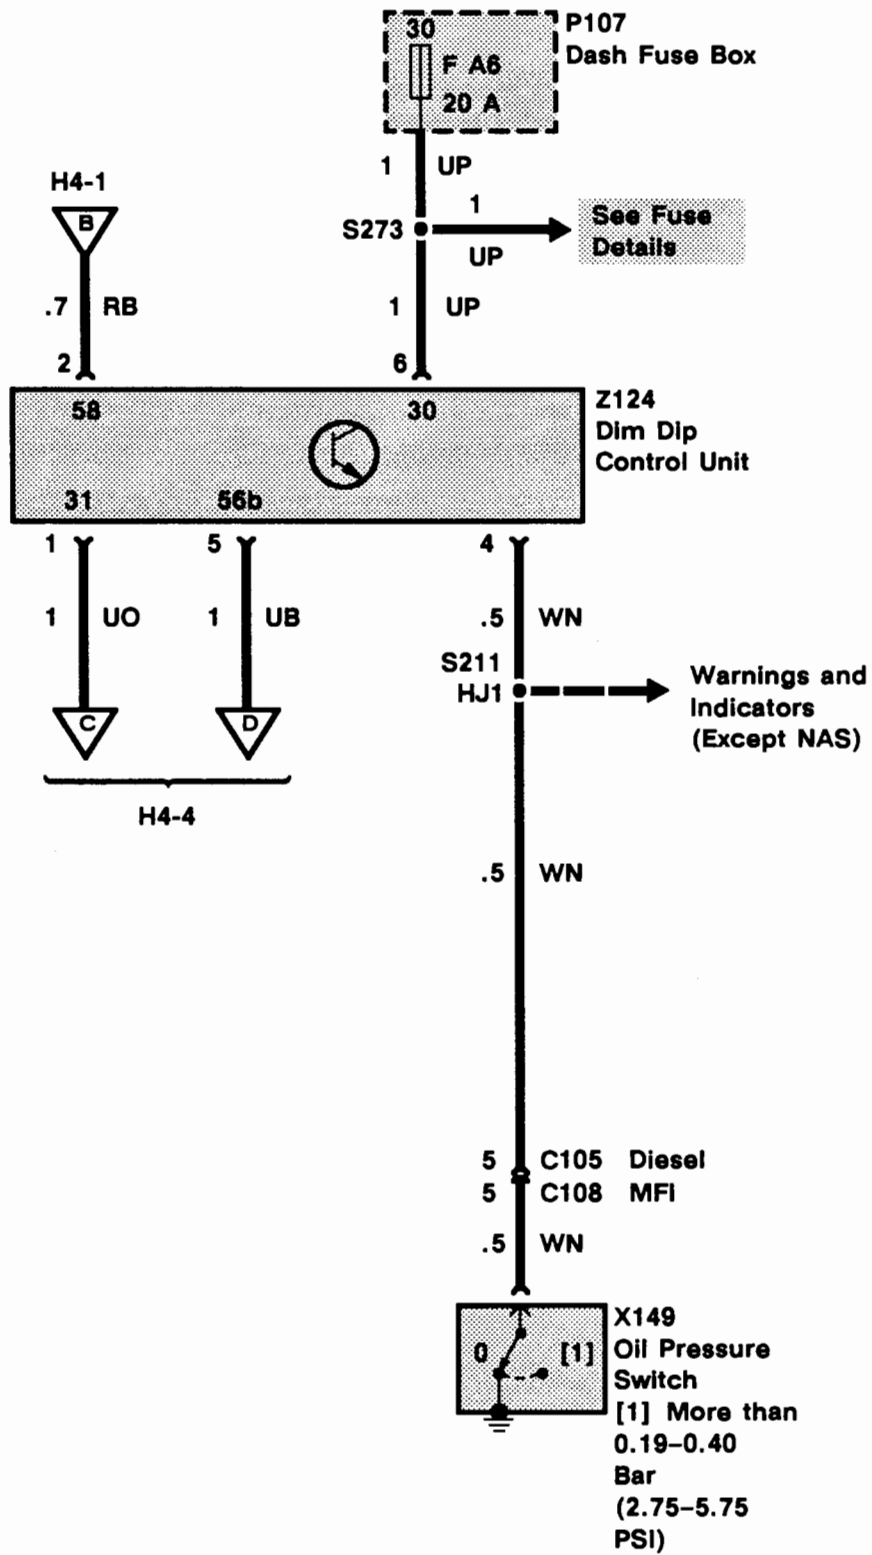 30
F A6
20 A
P107
Dash Fuse Box
1 UP
H4-1
B
S273
1
UP
See Fuse
Details
.7 RB
1 UP
2
6
58
30
Z124
Dim Dip
Control Unit
31
56b
1
5
4
1 UO
1 UB
.5 WN
S211
HJ1
Warnings and
Indicators
(Except NAS)
C
D
H4-4
.5 WN
5 C105 Diesel
5 C108 MFi
.5 WN
0
[1]
X149
Oil Pressure
Switch
[1] More than
0.19-0.40
Bar
(2.75-5.75
PSI)